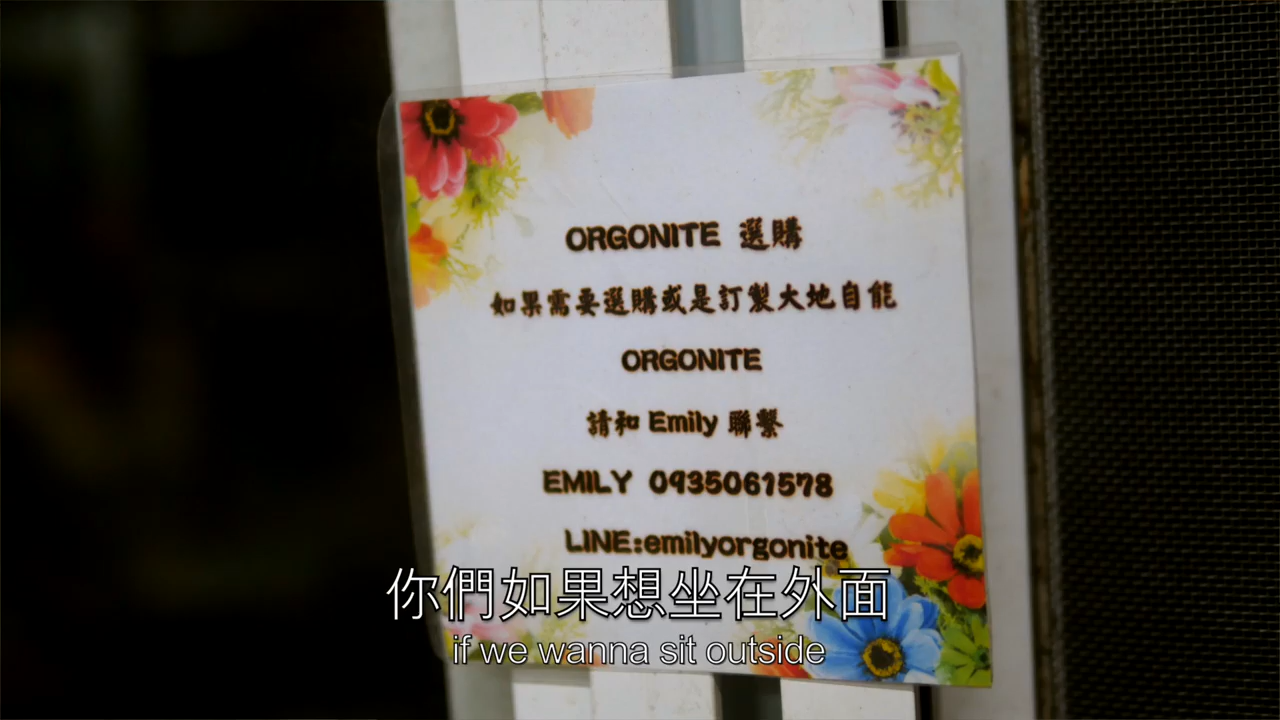 ORGONITE 選購
如果需要選購或是訂製大地自能
ORGONITE
請和 Emily 聯繫
EMILY 0935061578
LINE:emilyorgonite
你們如果想坐在外面
if we wanna sit outside